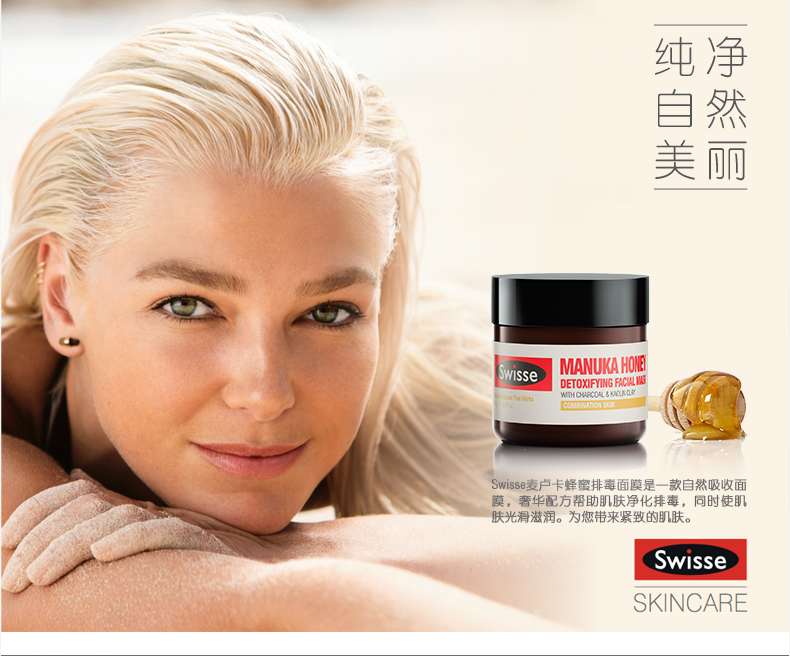 纯净
自然
美丽
Swisse
MANUKA HONEY
DETOXIFYING FACIAL MASK
WITH CHARCOAL & KAOLIN CLAY
COMBINATION SKIN
Swisse麦卢卡蜂蜜排毒面膜是一款自然吸收面
膜，奢华配方帮助肌肤净化排毒，同时使肌
肤光滑滋润。为您带来紧致的肌肤。
Swisse
SKINCARE